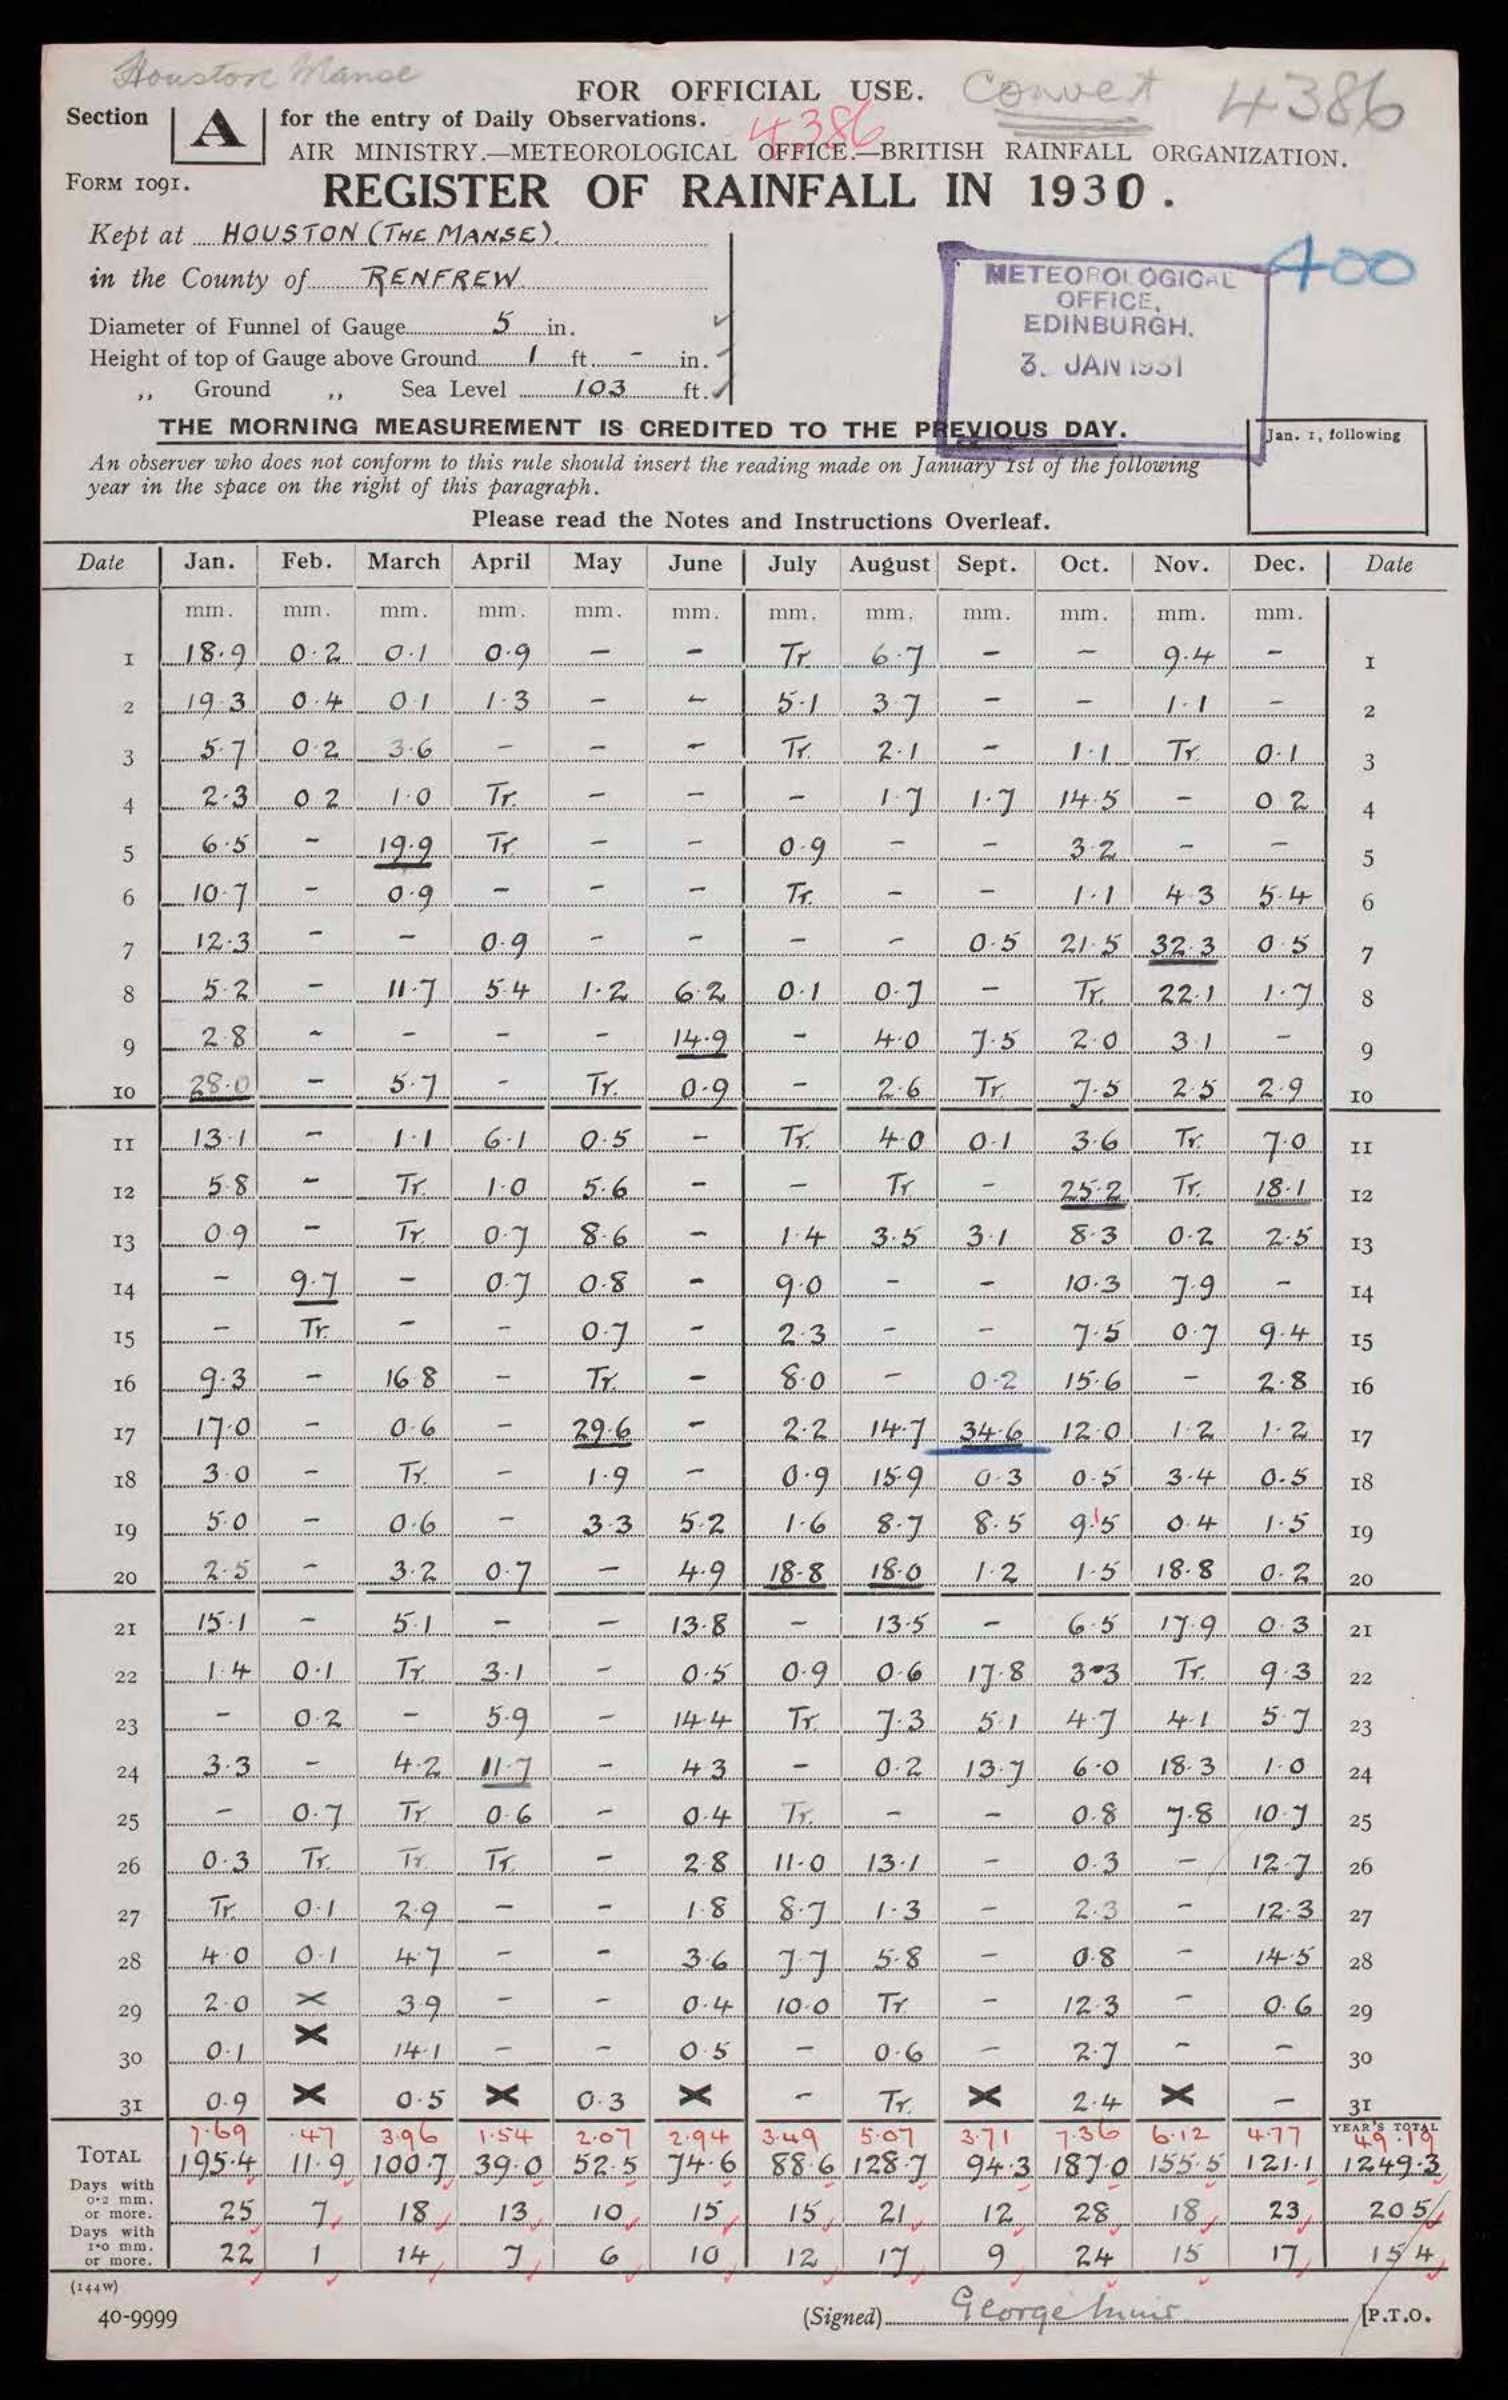 Houston Manse
FOR OFFICIAL USE. Convert 4386
Section A for the entry of Daily Observations. 4386
AIR MINISTRY.—METEOROLOGICAL OFFICE.—BRITISH RAINFALL ORGANIZATION.
FORM 1091. REGISTER OF RAINFALL IN 1930.
Kept at HOUSTON (THE MANSE).
in the County of RENFREW
400
METEOROLOGICAL
OFFICE,
EDINBURGH.
3. JAN 1931
Diameter of Funnel of Gauge 5 in.
Height of top of Gauge above Ground 1 ft. - in.
,, Ground ,, Sea Level 103 ft.
THE MORNING MEASUREMENT IS CREDITED TO THE PREVIOUS DAY.
Jan. 1, following
An observer who does not conform to this rule should insert the reading made on January 1st of the following
year in the space on the right of this paragraph.
Please read the Notes and Instructions Overleaf.
Date Jan. Feb. March April May June July August Sept. Oct. Nov. Dec. Date
mm. mm. mm. mm. mm. mm. mm. mm. mm. mm. mm. mm.
1 18.9 0.2 0.1 0.9 - - Tr. 6.7 - - 9.4 - 1
2 19.3 0.4 0.1 1.3 - - 5.1 3.7 - - 1.1 - 2
3 5.7 0.2 3.6 - - - Tr. 2.1 - 1.1 Tr. 0.1 3
4 2.3 0.2 1.0 Tr. - - - 1.7 1.7 14.5 - 0.2 4
5 6.5 - 19.9 Tr. - - 0.9 - - 3.2 - - 5
6 10.7 - 0.9 - - - Tr. - - 1.1 4.3 5.4 6
7 12.3 - - 0.9 - - - - 0.5 21.5 32.3 0.5 7
8 5.2 - 11.7 5.4 1.2 6.2 0.1 0.7 - Tr. 22.1 1.7 8
9 2.8 - - - - 14.9 - 4.0 7.5 2.0 3.1 - 9
10 28.0 - 5.7 - Tr. 0.9 - 2.6 Tr. 7.5 2.5 2.9 10
11 13.1 - 1.1 6.1 0.5 - Tr. 4.0 0.1 3.6 Tr. 7.0 11
12 5.8 - Tr. 1.0 5.6 - - Tr. - 25.2 Tr. 18.1 12
13 0.9 - Tr. 0.7 8.6 - 1.4 3.5 3.1 8.3 0.2 2.5 13
14 - 9.7 - 0.7 0.8 - 9.0 - - 10.3 7.9 - 14
15 - Tr. - - 0.7 - 2.3 - - 7.5 0.7 9.4 15
16 9.3 - 16.8 - Tr. - 8.0 - 0.2 15.6 - 2.8 16
17 17.0 - 0.6 - 29.6 - 2.2 14.7 34.6 12.0 1.2 1.2 17
18 3.0 - Tr. - 1.9 - 0.9 15.9 0.3 0.5 3.4 0.5 18
19 5.0 - 0.6 - 3.3 5.2 1.6 8.7 8.5 9.5 0.4 1.5 19
20 2.5 - 3.2 0.7 - 4.9 18.8 18.0 1.2 1.5 18.8 0.2 20
21 15.1 - 5.1 - - 13.8 - 13.5 - 6.5 17.9 0.3 21
22 1.4 0.1 Tr. 3.1 - 0.5 0.9 0.6 17.8 3.3 Tr. 9.3 22
23 - 0.2 - 5.9 - 14.4 Tr. 7.3 5.1 4.7 4.1 5.7 23
24 3.3 - 4.2 11.7 - 4.3 - 0.2 13.7 6.0 18.3 1.0 24
25 - 0.7 Tr. 0.6 - 0.4 Tr. - - 0.8 7.8 10.7 25
26 0.3 Tr. Tr. Tr. - 2.8 11.0 13.1 - 0.3 - 12.7 26
27 Tr. 0.1 2.9 - - 1.8 8.7 1.3 - 2.3 - 12.3 27
28 4.0 0.1 4.7 - - 3.6 7.7 5.8 - 0.8 - 14.5 28
29 2.0 × 3.9 - - 0.4 10.0 Tr. - 12.3 - 0.6 29
30 0.1 × 14.1 - - 0.5 - 0.6 - 2.7 - - 30
31 0.9 × 0.5 × 0.3 × - Tr. × 2.4 × - 31
7.69 .47 3.96 1.54 2.07 2.94 3.49 5.07 3.71 7.36 6.12 4.77 YEAR'S TOTAL 49.19
TOTAL 195.4 11.9 100.7 39.0 52.5 74.6 88.6 128.7 94.3 187.0 155.5 121.1 1249.3
Days with
0.2 mm.
or more. 25 7 18 13 10 15 15 21 12 28 18 23 205
Days with
1.0 mm.
or more. 22 1 14 7 6 10 12 17 9 24 15 17 154
(144W)
40-9999 (Signed) George Muir [P.T.O.